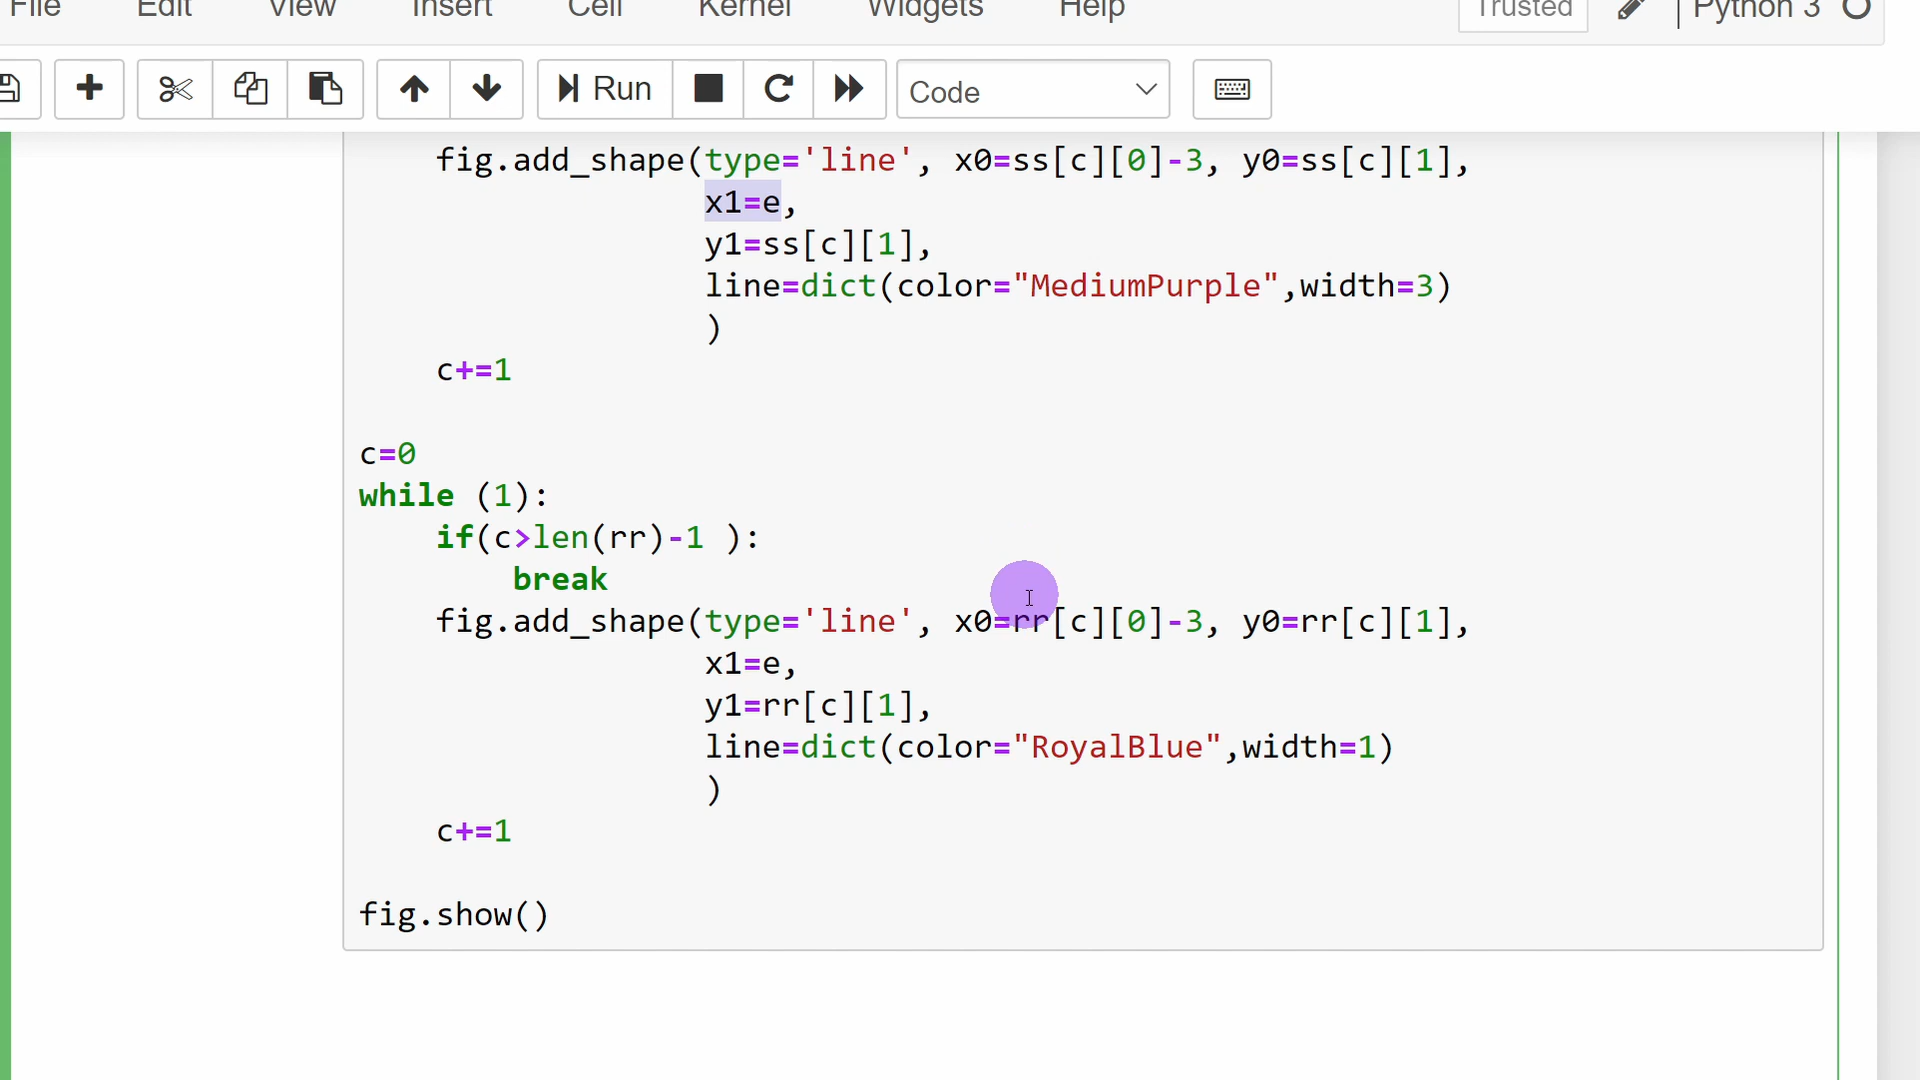 File Edit View Insert Cell Kernel Widgets Help Trusted Python 3
Run Code
fig.add_shape(type='line', x0=ss[c][0]-3, y0=ss[c][1],
x1=e,
y1=ss[c][1],
line=dict(color="MediumPurple",width=3)
)
c+=1
c=0
while (1):
if(c>len(rr)-1 ):
break
fig.add_shape(type='line', x0=rr[c][0]-3, y0=rr[c][1],
x1=e,
y1=rr[c][1],
line=dict(color="RoyalBlue",width=1)
)
c+=1
fig.show()